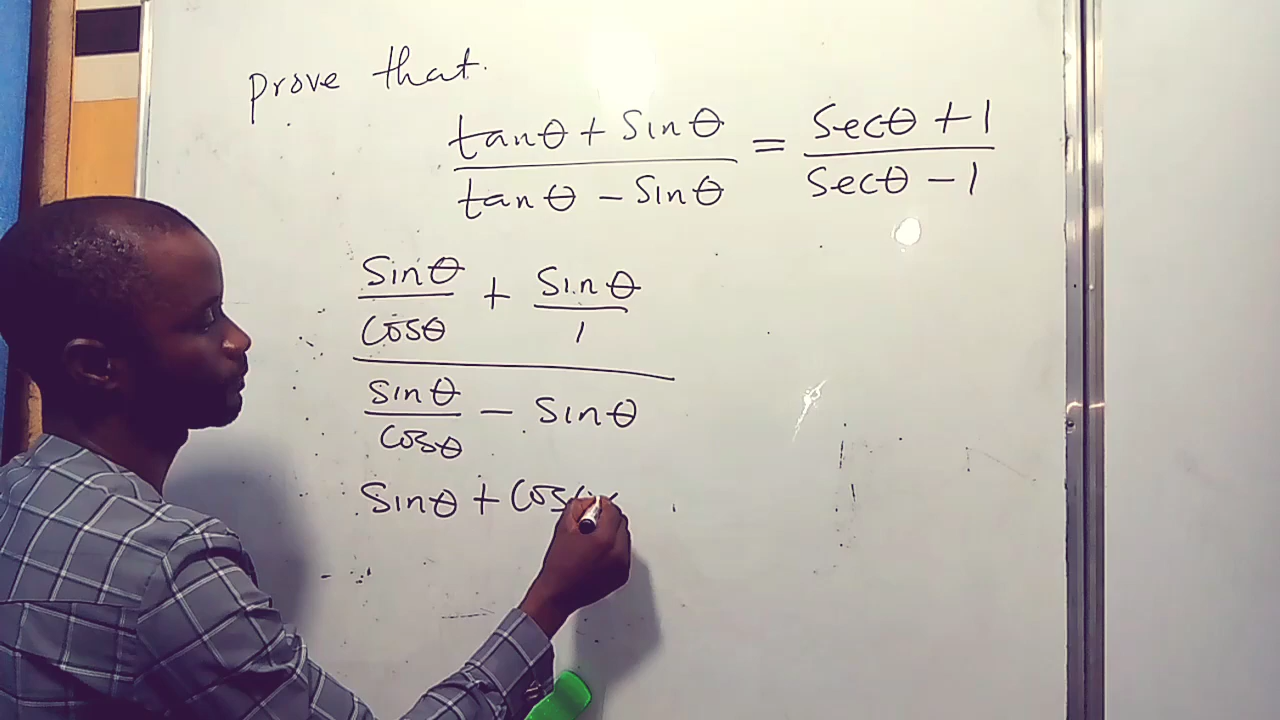 prove that.
tanθ + Sinθ / tanθ - Sinθ = Secθ + 1 / Secθ - 1
Sinθ / Cosθ + Sinθ / 1
Sinθ / Cosθ - Sinθ
Sinθ + Cos